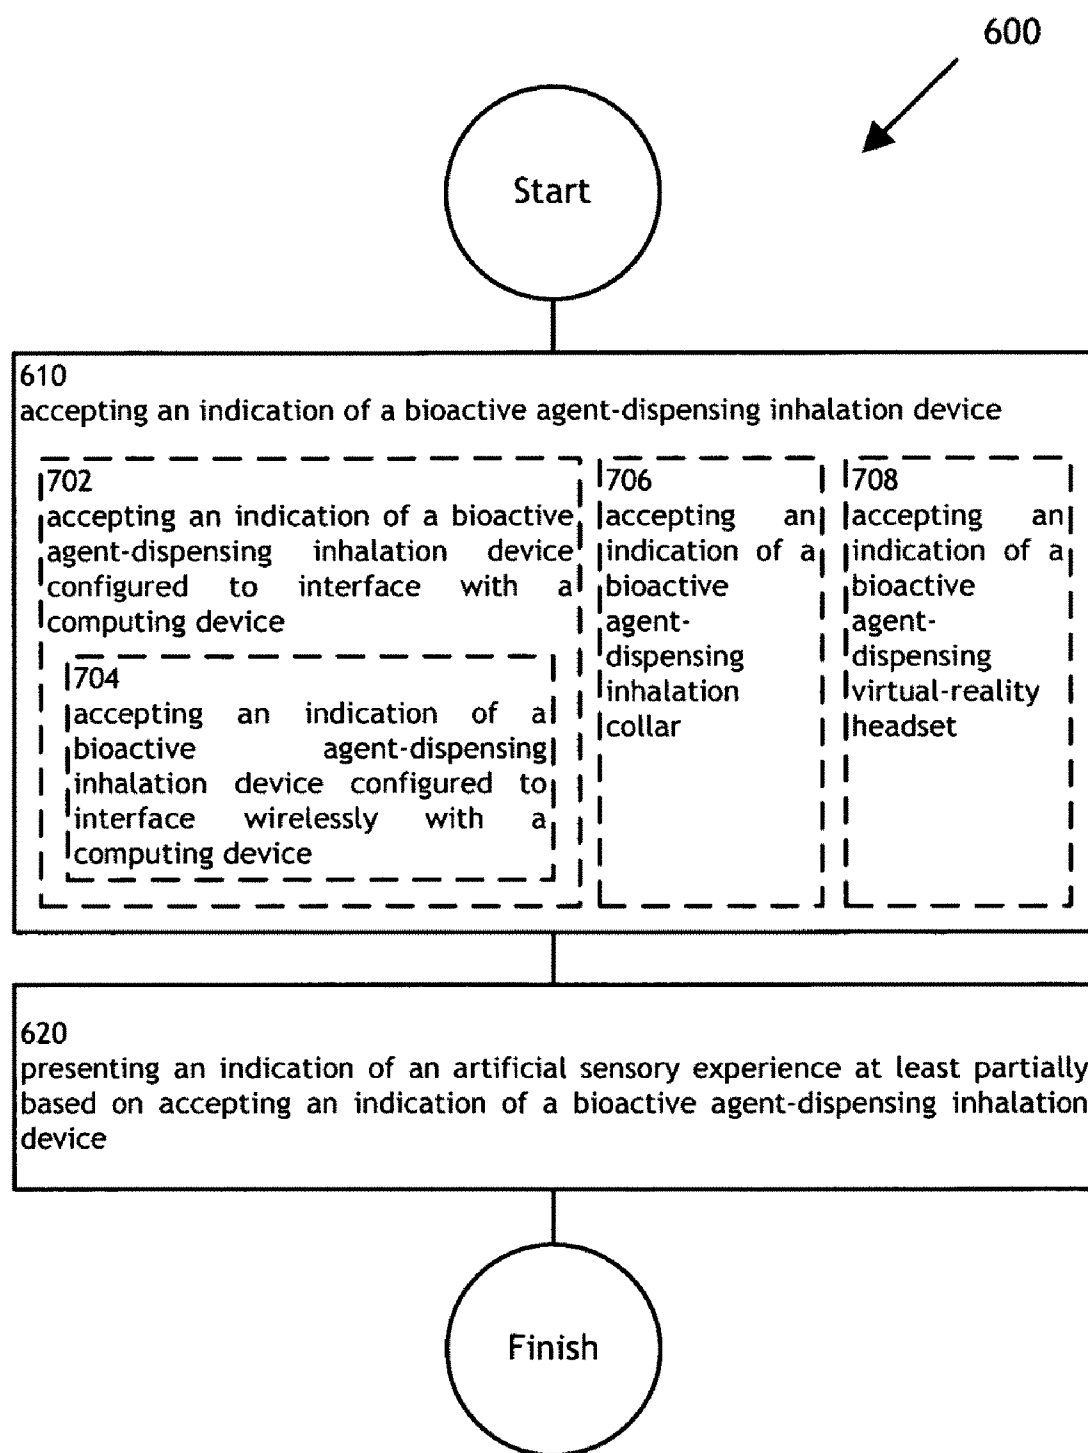 600
Start
610
accepting an indication of a bioactive agent-dispensing inhalation device
702
accepting an indication of a bioactive
agent-dispensing inhalation device
configured to interface with a
computing device
704
accepting an indication of a
bioactive agent-dispensing
inhalation device configured to
interface wirelessly with a
computing device
706
accepting an
indication of a
bioactive
agent-
dispensing
inhalation
collar
708
accepting an
indication of a
bioactive
agent-
dispensing
virtual-reality
headset
620
presenting an indication of an artificial sensory experience at least partially
based on accepting an indication of a bioactive agent-dispensing inhalation
device
Finish